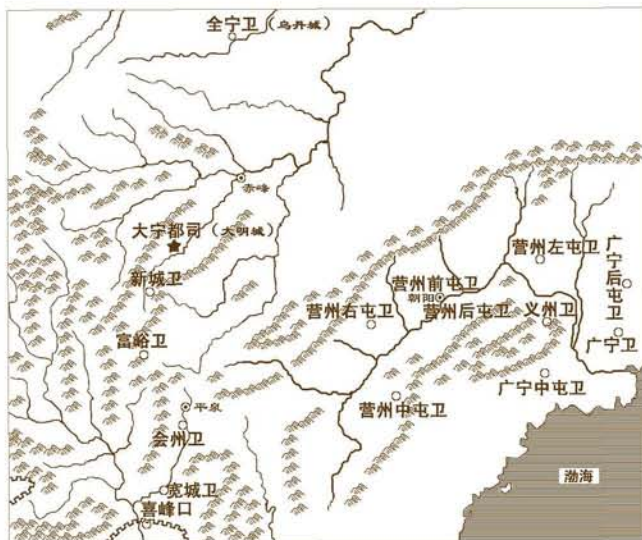 全宁卫（乌丹城）
赤峰
大宁都司（大明城）
新城卫
富峪卫
平泉
会州卫
宽城卫
喜峰口
营州左屯卫
广宁后屯卫
营州前屯卫
朝阳
营州后屯卫
营州右屯卫
义州卫
广宁卫
广宁中屯卫
营州中屯卫
渤海